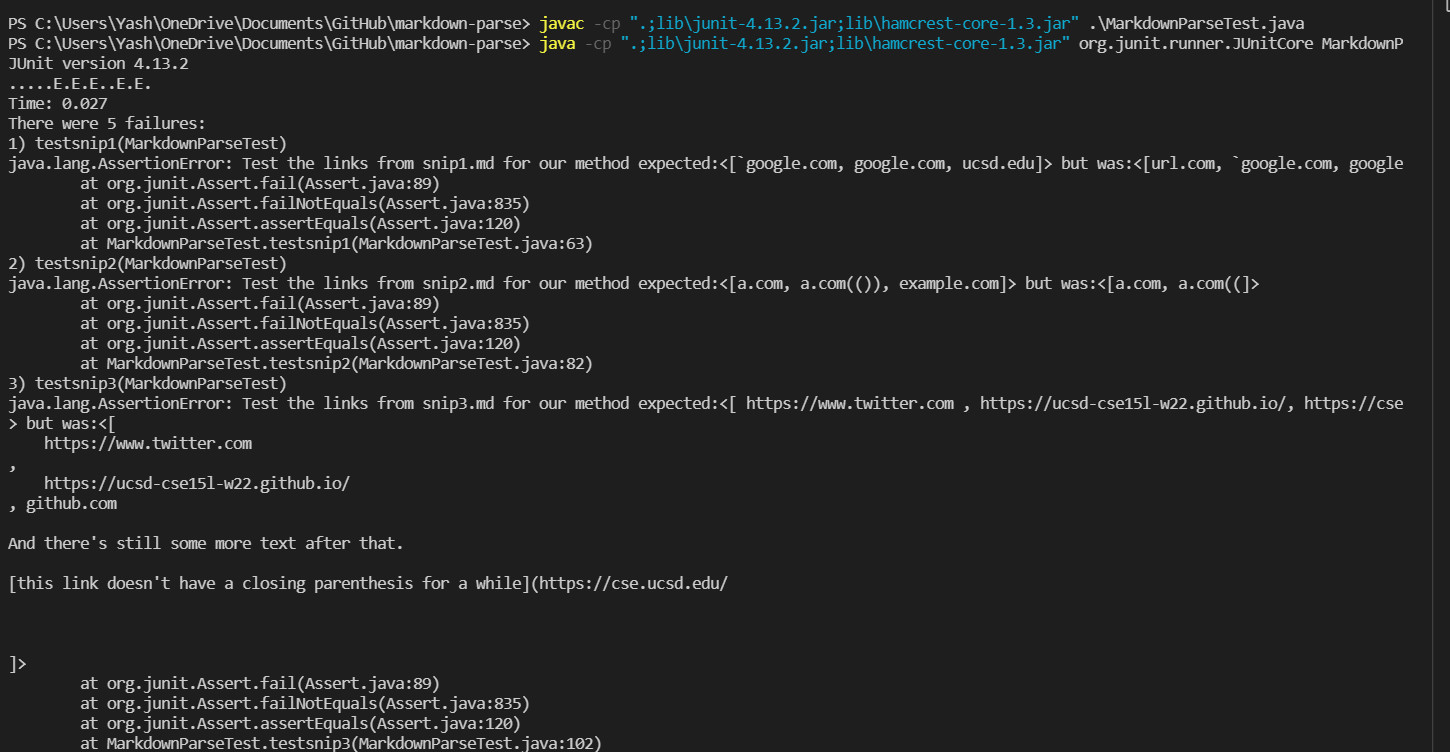 PS C:\Users\Yash\OneDrive\Documents\GitHub\markdown-parse> javac -cp ".;lib\junit-4.13.2.jar;lib\hamcrest-core-1.3.jar" .\MarkdownParseTest.java
PS C:\Users\Yash\OneDrive\Documents\GitHub\markdown-parse> java -cp ".;lib\junit-4.13.2.jar;lib\hamcrest-core-1.3.jar" org.junit.runner.JUnitCore MarkdownP
JUnit version 4.13.2
.....E.E.E..E.E.
Time: 0.027
There were 5 failures:
1) testsnip1(MarkdownParseTest)
java.lang.AssertionError: Test the links from snip1.md for our method expected:<[`google.com, google.com, ucsd.edu]> but was:<[url.com, `google.com, google
at org.junit.Assert.fail(Assert.java:89)
at org.junit.Assert.failNotEquals(Assert.java:835)
at org.junit.Assert.assertEquals(Assert.java:120)
at MarkdownParseTest.testsnip1(MarkdownParseTest.java:63)
2) testsnip2(MarkdownParseTest)
java.lang.AssertionError: Test the links from snip2.md for our method expected:<[a.com, a.com(()), example.com]> but was:<[a.com, a.com((]>
at org.junit.Assert.fail(Assert.java:89)
at org.junit.Assert.failNotEquals(Assert.java:835)
at org.junit.Assert.assertEquals(Assert.java:120)
at MarkdownParseTest.testsnip2(MarkdownParseTest.java:82)
3) testsnip3(MarkdownParseTest)
java.lang.AssertionError: Test the links from snip3.md for our method expected:<[ https://www.twitter.com , https://ucsd-cse15l-w22.github.io/, https://cse
> but was:<[
https://www.twitter.com
,
https://ucsd-cse15l-w22.github.io/
, github.com
And there's still some more text after that.
[this link doesn't have a closing parenthesis for a while](https://cse.ucsd.edu/
]>
at org.junit.Assert.fail(Assert.java:89)
at org.junit.Assert.failNotEquals(Assert.java:835)
at org.junit.Assert.assertEquals(Assert.java:120)
at MarkdownParseTest.testsnip3(MarkdownParseTest.java:102)